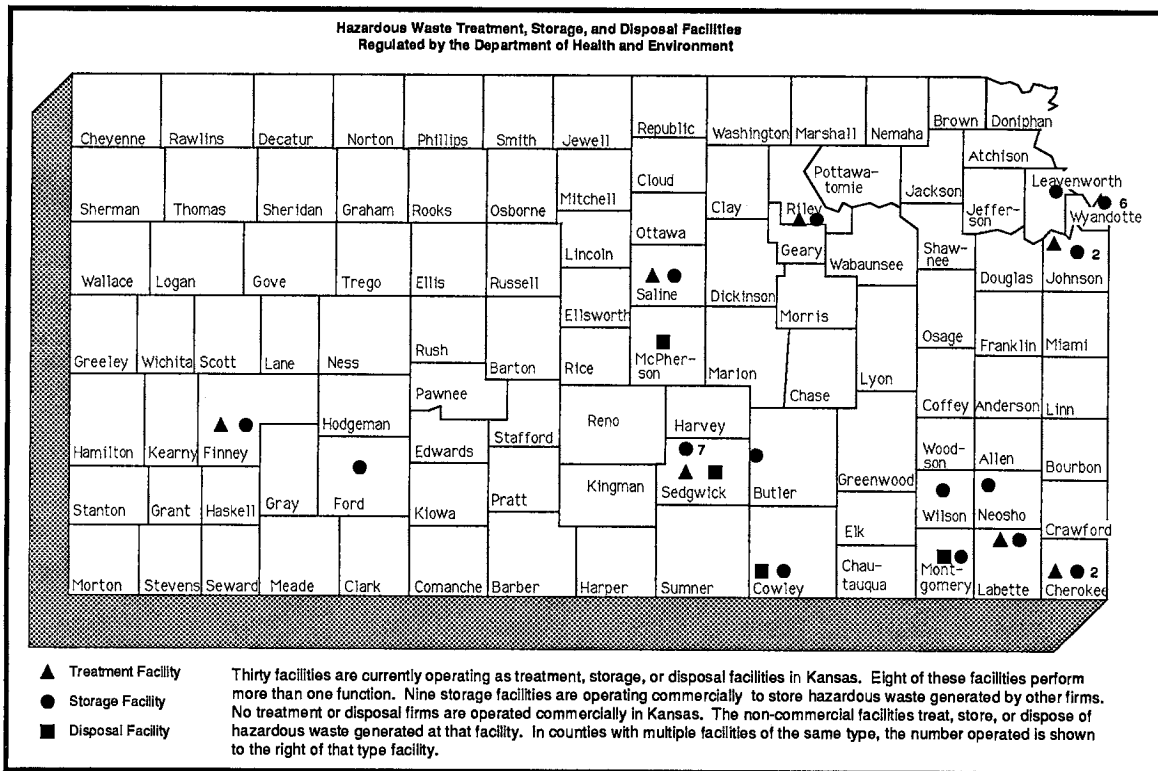 Hazardous Waste Treatment, Storage, and Disposal Facilities
Regulated by the Department of Health and Environment
Cheyenne Rawlins Decatur Norton Phillips Smith Jewell Republic Washington Marshall Nemaha Brown Doniphan
Atchison
Sherman Thomas Sheridan Graham Rooks Osborne Mitchell Cloud Clay Riley Pottawa-
tomie Jackson Jeffer-
son Leavenworth
6
Wyandotte
Wallace Logan Gove Trego Ellis Russell Lincoln Ottawa Geary Wabaunsee Shaw-
nee Douglas Johnson 2
Saline Dickinson Morris
Ellsworth
Greeley Wichita Scott Lane Ness Rush Barton Rice McPher-
son Marion Chase Lyon Osage Franklin Miami
Pawnee
Hamilton Kearny Finney Hodgeman Edwards Stafford Reno Harvey Coffey Anderson Linn
7
Sedgwick Butler Greenwood Wood-
son Allen Bourbon
Stanton Grant Haskell Gray Ford Kiowa Pratt Kingman Wilson Neosho Crawford
Elk
Morton Stevens Seward Meade Clark Comanche Barber Harper Sumner Cowley Chau-
tauqua Mont-
gomery Labette Cherokee 2
Treatment Facility
Storage Facility
Disposal Facility
Thirty facilities are currently operating as treatment, storage, or disposal facilities in Kansas. Eight of these facilities perform
more than one function. Nine storage facilities are operating commercially to store hazardous waste generated by other firms.
No treatment or disposal firms are operated commercially in Kansas. The non-commercial facilities treat, store, or dispose of
hazardous waste generated at that facility. In counties with multiple facilities of the same type, the number operated is shown
to the right of that type facility.